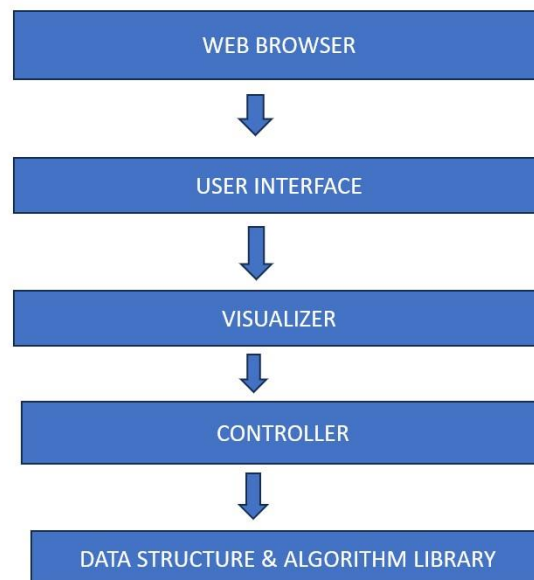 WEB BROWSER
USER INTERFACE
VISUALIZER
CONTROLLER
DATA STRUCTURE & ALGORITHM LIBRARY